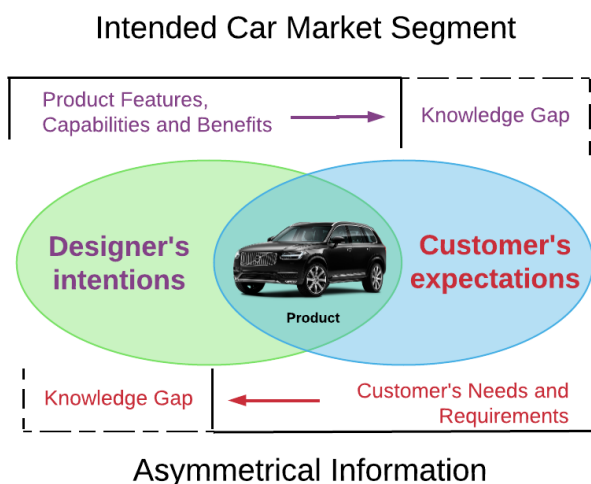 Intended Car Market Segment
Product Features,
Capabilities and Benefits
Knowledge Gap
Designer's
intentions
Customer's
expectations
Product
Knowledge Gap
Customer's Needs and
Requirements
Asymmetrical Information